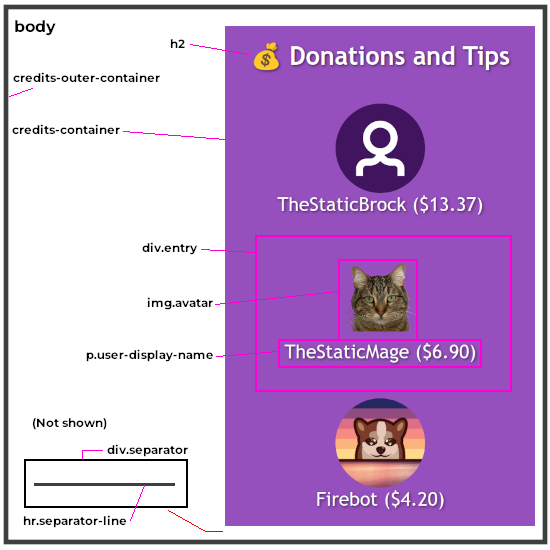 body
h2
💰 Donations and Tips
credits-outer-container
credits-container
TheStaticBrock ($13.37)
div.entry
img.avatar
p.user-display-name
TheStaticMage ($6.90)
(Not shown)
div.separator
hr.separator-line
Firebot ($4.20)